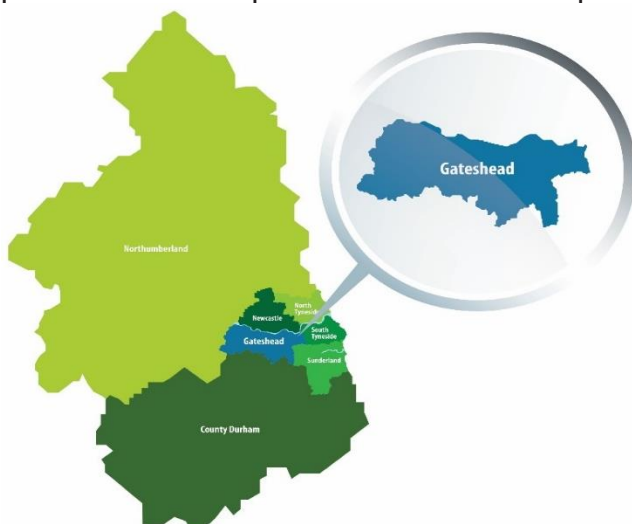 Gateshead
Northumberland
North
Tyneside
Newcastle
South
Tyneside
Gateshead
Sunderland
County Durham